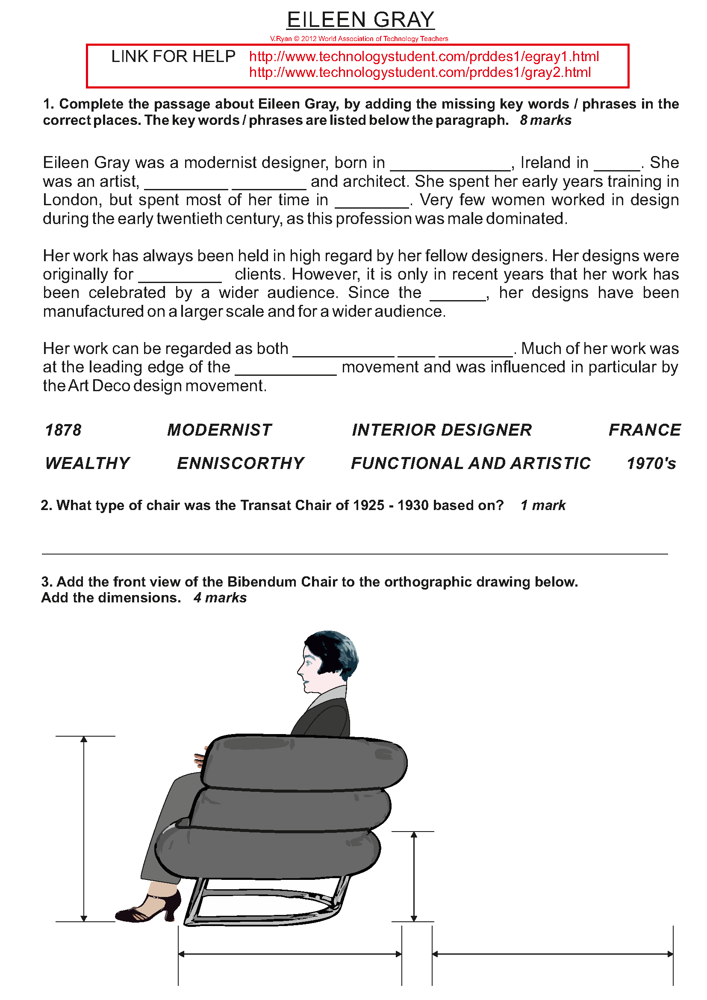 EILEEN GRAY
V.Ryan © 2012 World Association of Technology Teachers
LINK FOR HELP http://www.technologystudent.com/prddes1/egray1.html
http://www.technologystudent.com/prddes1/gray2.html
1. Complete the passage about Eileen Gray, by adding the missing key words / phrases in the
correct places. The key words / phrases are listed below the paragraph. 8 marks
Eileen Gray was a modernist designer, born in _____________, Ireland in _____. She
was an artist, _________ ________ and architect. She spent her early years training in
London, but spent most of her time in ________. Very few women worked in design
during the early twentieth century, as this profession was male dominated.
Her work has always been held in high regard by her fellow designers. Her designs were
originally for _________ clients. However, it is only in recent years that her work has
been celebrated by a wider audience. Since the ______, her designs have been
manufactured on a larger scale and for a wider audience.
Her work can be regarded as both ___________ ____ ________. Much of her work was
at the leading edge of the ___________ movement and was influenced in particular by
the Art Deco design movement.
1878 MODERNIST INTERIOR DESIGNER FRANCE
WEALTHY ENNISCORTHY FUNCTIONAL AND ARTISTIC 1970's
2. What type of chair was the Transat Chair of 1925 - 1930 based on? 1 mark
3. Add the front view of the Bibendum Chair to the orthographic drawing below.
Add the dimensions. 4 marks